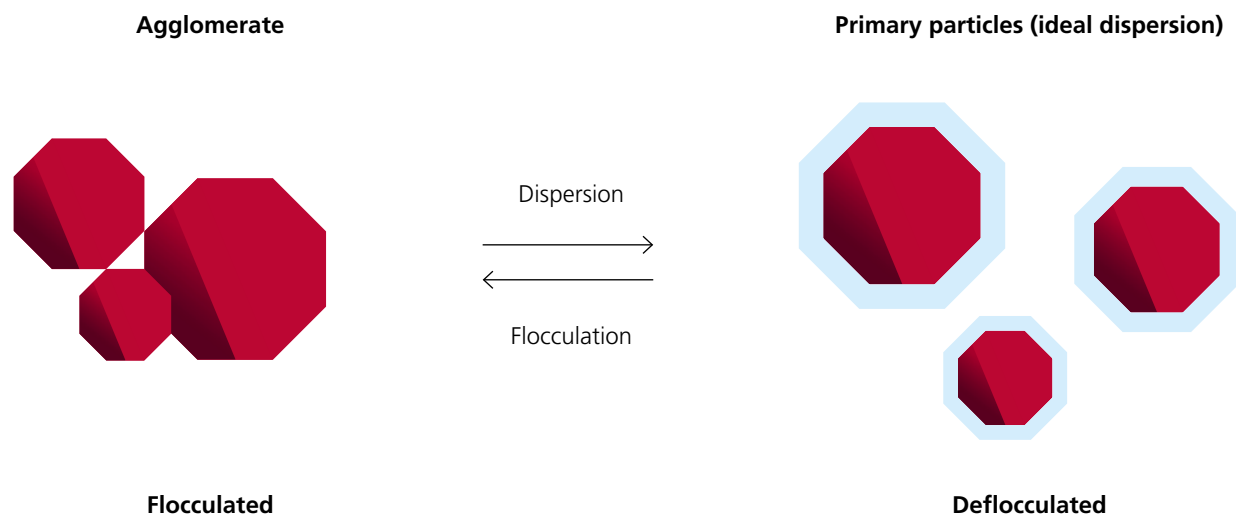 Agglomerate
Primary particles (ideal dispersion)
Dispersion
Flocculation
Flocculated
Deflocculated